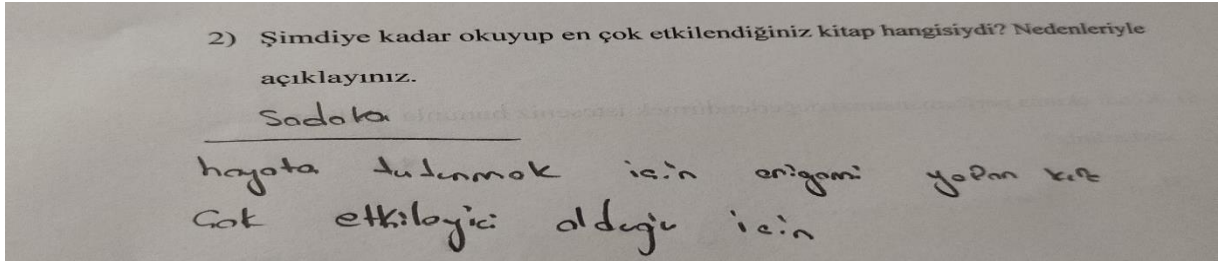 2) Şimdiye kadar okuyup en çok etkilendiğiniz kitap hangisiydi? Nedenleriyle
açıklayınız.
Sadako
hayata tutunmak için origami yapan kız
Çok etkileyici olduğu için